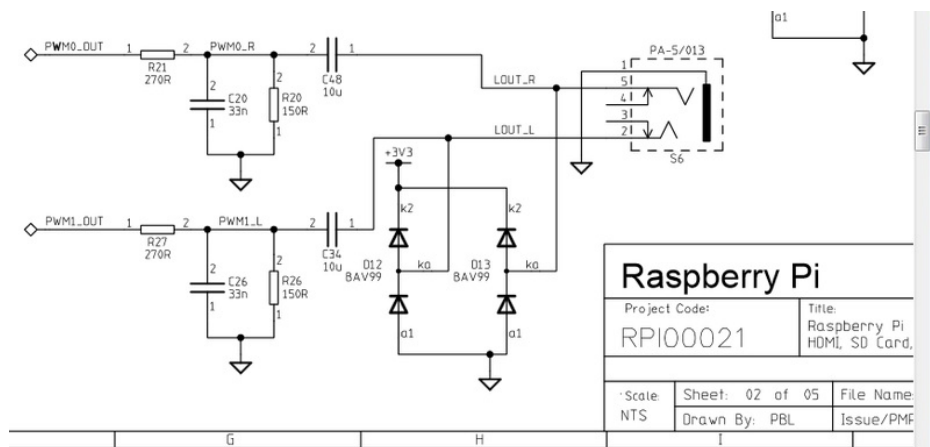 a1
PWM0_OUT 1 2 PWM0_R 2 1
R21
270R
C48
10u
2
C20
33n
1
2
R20
150R
1
PA-5/013
LOUT_R
LOUT_L
1
5
4
3
2
S6
+3V3
PWM1_OUT 1 2 PWM1_L 2 1
R27
270R
C34
10u
2
C26
33n
1
2
R26
150R
1
k2 k2
D12
BAV99
ka
D13
BAV99
ka
a1 a1
Raspberry Pi
Project Code:
RPI00021
Title:
Raspberry Pi
HDMI, SD Card,
Scale:
NTS
Sheet: 02 of 05
File Name:
Drawn By: PBL
G H I